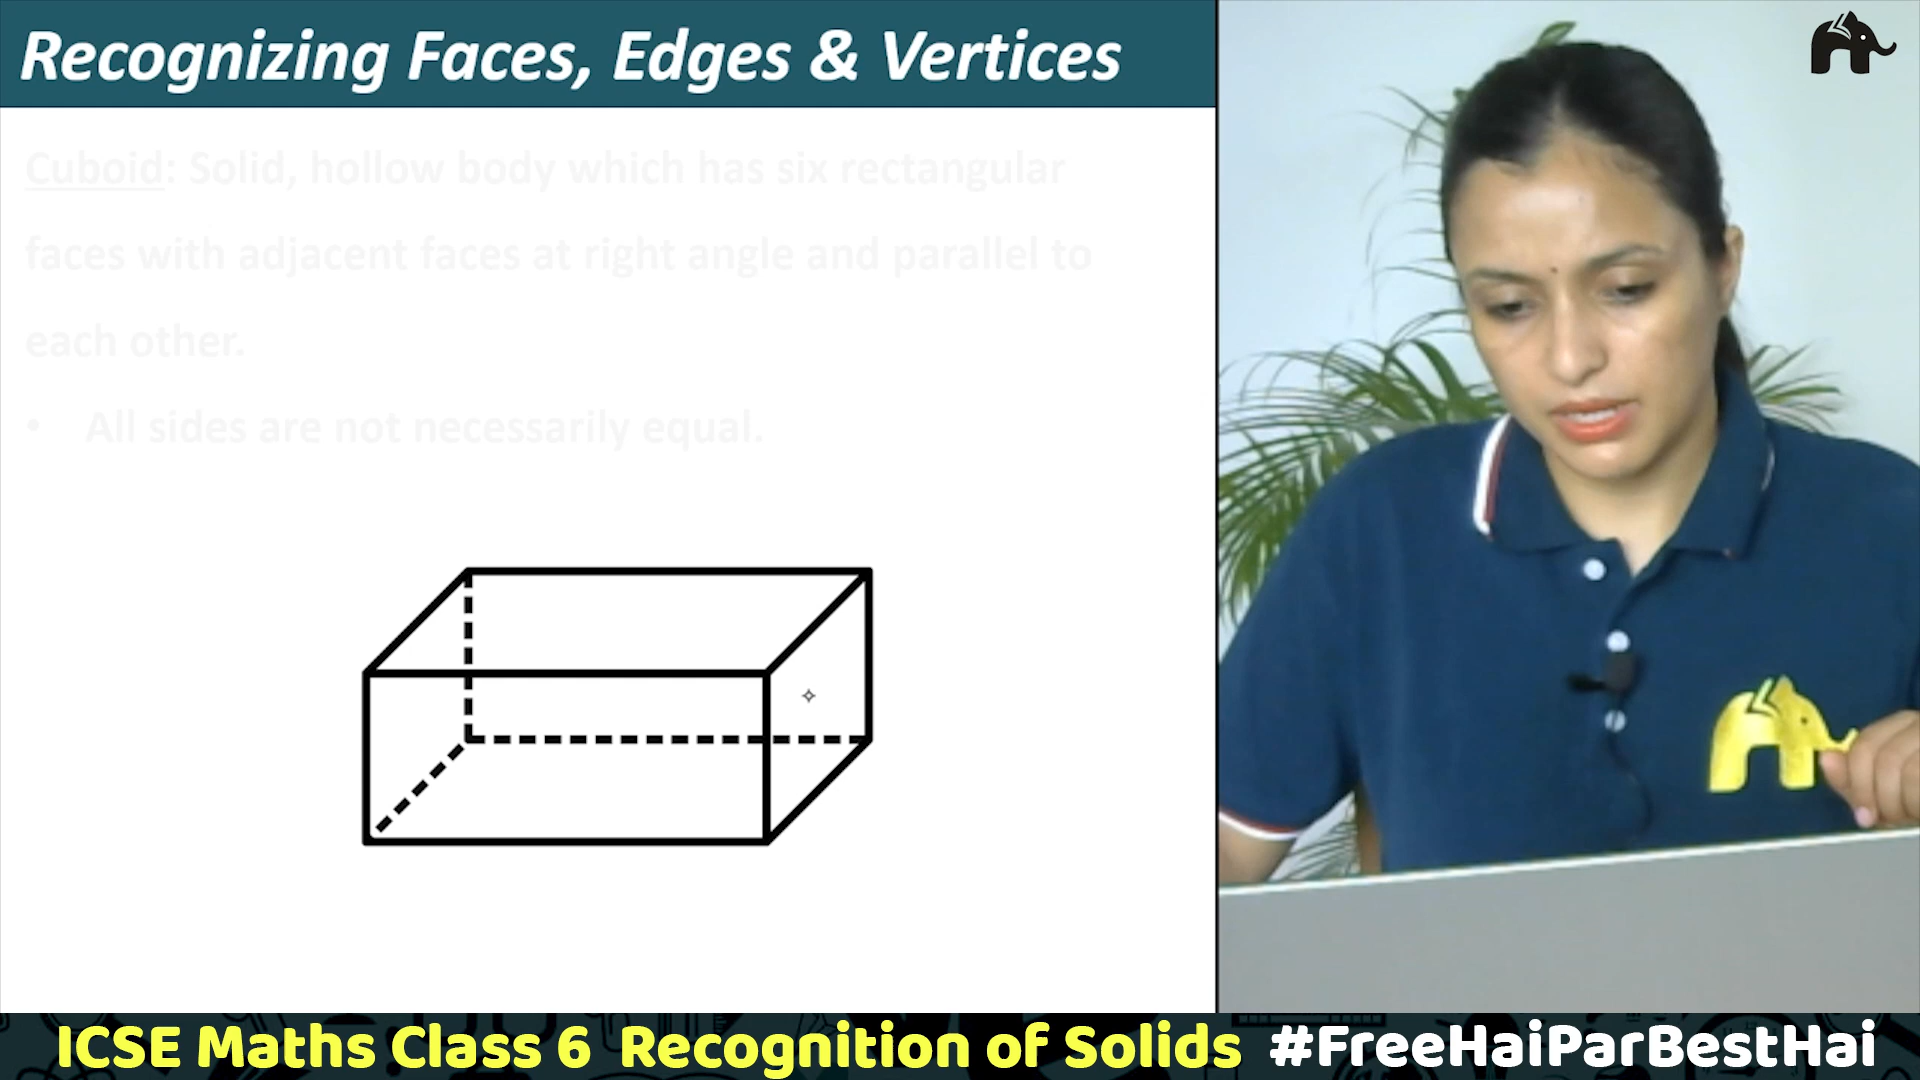 Recognizing Faces, Edges & Vertices
Cuboid: Solid, hollow body which has six rectangular
faces with adjacent faces at right angle and parallel to
each other.
• All sides are not necessarily equal.
ICSE Maths Class 6 Recognition of Solids #FreeHaiParBestHai